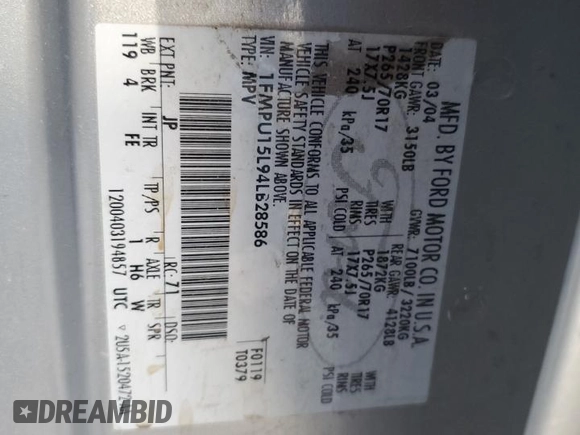 MFD. BY FORD MOTOR CO. IN U.S.A.
DATE: 03/04 GVWR: 7100LB/ 3220KG
FRONT GAWR: 3150LB REAR GAWR: 4128LB
1428KG WITH 1872KG WITH
P265/70R17 TIRES P265/70R17 TIRES
17X7.5J RIMS 17X7.5J RIMS
AT 240 kPa/35 PSI COLD AT 240 kPa/35 PSI COLD
THIS VEHICLE CONFORMS TO ALL APPLICABLE FEDERAL MOTOR
VEHICLE SAFETY STANDARDS IN EFFECT ON THE DATE OF
MANUFACTURE SHOWN ABOVE.
VIN: 1FMPU15L94LB28586 F0119
TYPE: MPV T0379
EXT PNT: JP RC: 71 DSO:
WB BRK INT TR TP/PS R AXLE TR SPR
119 4 FE 1 H6 W
1200403194857 UTC
DREAMBID